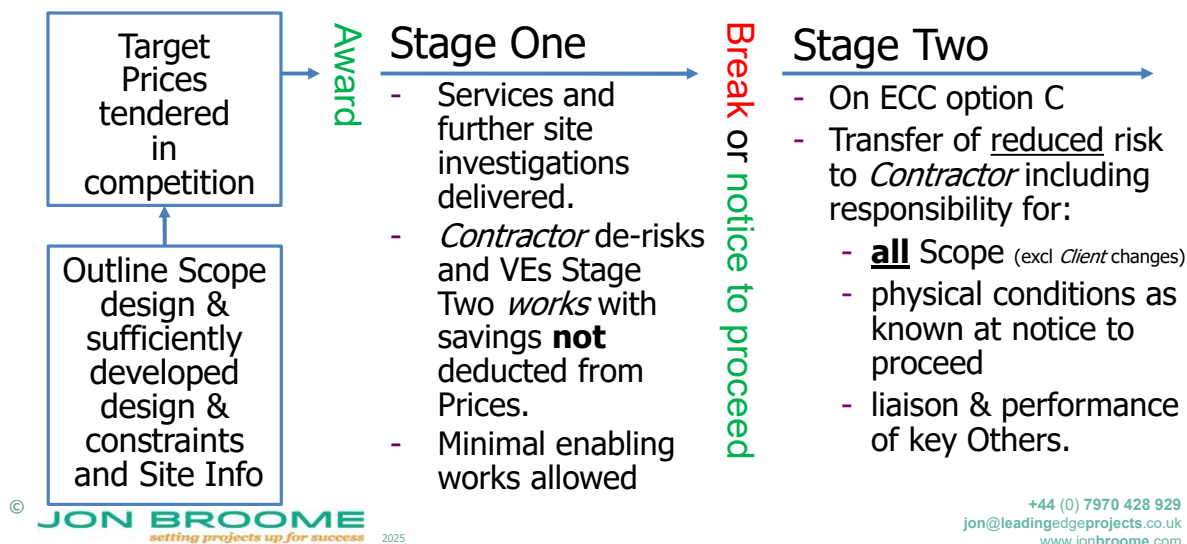 Target
Prices
tendered
in
competition
Outline Scope
design &
sufficiently
developed
design &
constraints
and Site Info
Award
Stage One
- Services and
further site
investigations
delivered.
- Contractor de-risks
and VEs Stage
Two works with
savings not
deducted from
Prices.
- Minimal enabling
works allowed
Break or notice to proceed
Stage Two
- On ECC option C
- Transfer of reduced risk
to Contractor including
responsibility for:
- all Scope (excl Client changes)
- physical conditions as
known at notice to
proceed
- liaison & performance
of key Others.
© JON BROOME
setting projects up for success
2025
+44 (0) 7970 428 929
jon@leadingedgeprojects.co.uk
www.jonbroome.com